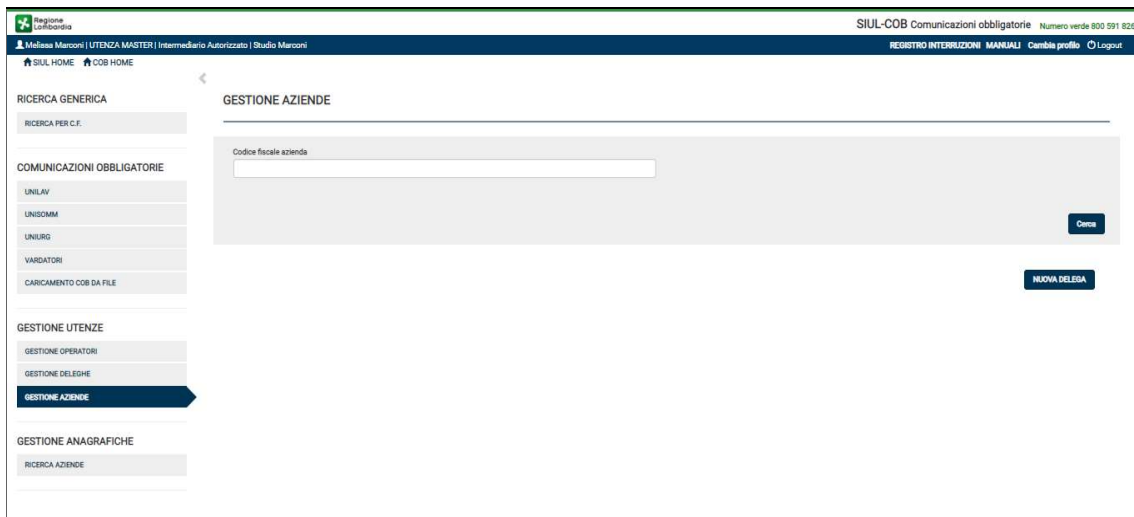 Regione
Lombardia
SIUL-COB Comunicazioni obbligatorie Numero verde 800 591 826
Melissa Marconi | UTENZA MASTER | Intermediario Autorizzato | Studio Marconi
REGISTRO INTERRUZIONI MANUALI Cambia profilo Logout
SIUL HOME COB HOME
RICERCA GENERICA
RICERCA PER C.F.
COMUNICAZIONI OBBLIGATORIE
UNILAV
UNISOMM
UNIURG
VARDATORI
CARICAMENTO COB DA FILE
GESTIONE UTENZE
GESTIONE OPERATORI
GESTIONE DELEGHE
GESTIONE AZIENDE
GESTIONE ANAGRAFICHE
RICERCA AZIENDE
GESTIONE AZIENDE
Codice fiscale azienda
Cerca
NUOVA DELEGA